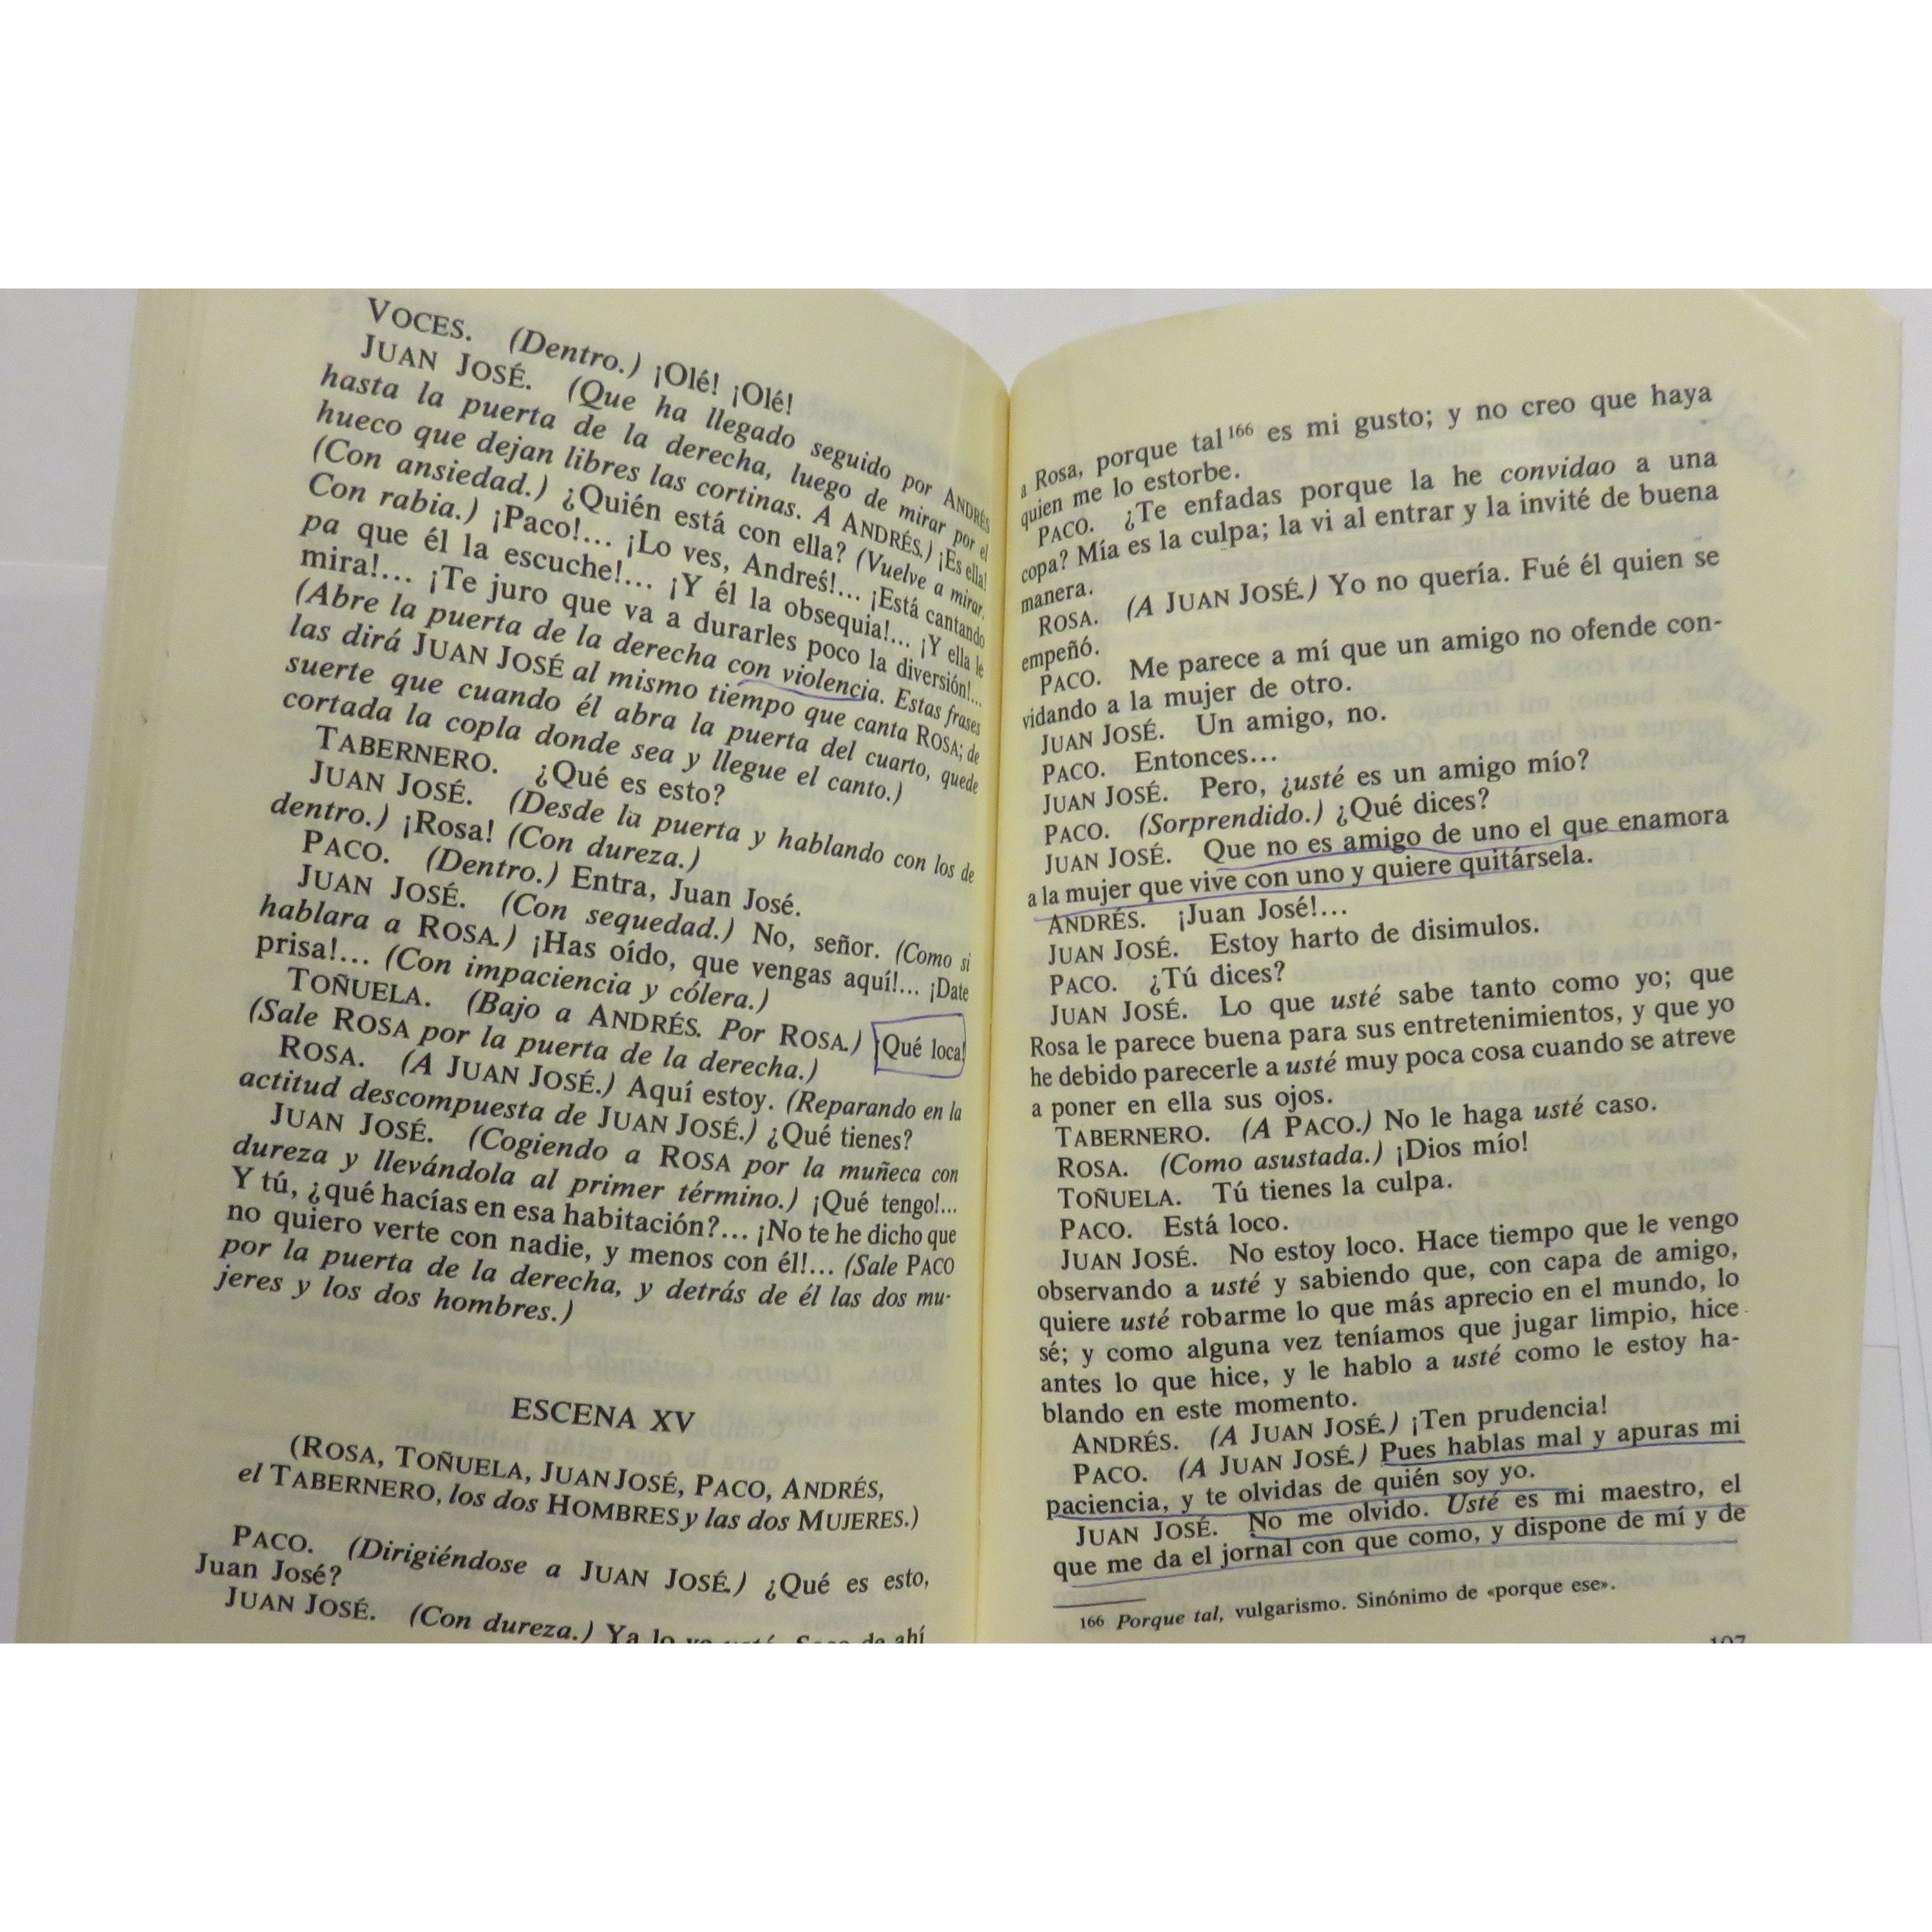 VOCES. (Dentro.) ¡Olé! ¡Olé!
JUAN JOSÉ. (Que ha llegado seguido por ANDRÉS
hasta la puerta de la derecha, luego de mirar por el
hueco que dejan libres las cortinas. A ANDRÉS.) ¡Es ella!
(Con ansiedad.) ¿Quién está con ella? (Vuelve a mirar.
Con rabia.) ¡Paco!... ¡Lo ves, Andrés!... ¡Está cantando
pa que él la escuche!... ¡Y él la obsequia!... ¡Y ella le
mira!... ¡Te juro que va a durarles poco la diversión!...
(Abre la puerta de la derecha con violencia. Estas frases
las dirá JUAN JOSÉ al mismo tiempo que canta ROSA; de
suerte que cuando él abra la puerta del cuarto, quede
cortada la copla donde sea y llegue el canto.)
TABERNERO. ¿Qué es esto?
JUAN JOSÉ. (Desde la puerta y hablando con los de
dentro.) ¡Rosa! (Con dureza.)
PACO. (Dentro.) Entra, Juan José.
JUAN JOSÉ. (Con sequedad.) No, señor. (Como si
hablara a ROSA.) ¡Has oído, que vengas aquí!... ¡Date
prisa!... (Con impaciencia y cólera.)
TOÑUELA. (Bajo a ANDRÉS. Por ROSA.) ¡Qué loca!
(Sale ROSA por la puerta de la derecha.)
ROSA. (A JUAN JOSÉ.) Aquí estoy. (Reparando en la
actitud descompuesta de JUAN JOSÉ.) ¿Qué tienes?
JUAN JOSÉ. (Cogiendo a ROSA por la muñeca con
dureza y llevándola al primer término.) ¡Qué tengo!...
Y tú, ¿qué hacías en esa habitación?... ¡No te he dicho que
no quiero verte con nadie, y menos con él!... (Sale PACO
por la puerta de la derecha, y detrás de él las dos mu-
jeres y los dos hombres.)
ESCENA XV
(ROSA, TOÑUELA, JUAN JOSÉ, PACO, ANDRÉS,
el TABERNERO, los dos HOMBRES y las dos MUJERES.)
PACO. (Dirigiéndose a JUAN JOSÉ.) ¿Qué es esto,
Juan José?
JUAN JOSÉ. (Con dureza.) Ya lo ve usté. Saco de ahí
a Rosa, porque tal166 es mi gusto; y no creo que haya
quien me lo estorbe.
PACO. ¿Te enfadas porque la he convidao a una
copa? Mía es la culpa; la vi al entrar y la invité de buena
manera.
ROSA. (A JUAN JOSÉ.) Yo no quería. Fué él quien se
empeñó.
PACO. Me parece a mí que un amigo no ofende con-
vidando a la mujer de otro.
JUAN JOSÉ. Un amigo, no.
PACO. Entonces...
JUAN JOSÉ. Pero, ¿usté es un amigo mío?
PACO. (Sorprendido.) ¿Qué dices?
JUAN JOSÉ. Que no es amigo de uno el que enamora
a la mujer que vive con uno y quiere quitársela.
ANDRÉS. ¡Juan José!...
JUAN JOSÉ. Estoy harto de disimulos.
PACO. ¿Tú dices?
JUAN JOSÉ. Lo que usté sabe tanto como yo; que
Rosa le parece buena para sus entretenimientos, y que yo
he debido parecerle a usté muy poca cosa cuando se atreve
a poner en ella sus ojos.
TABERNERO. (A PACO.) No le haga usté caso.
ROSA. (Como asustada.) ¡Dios mío!
TOÑUELA. Tú tienes la culpa.
PACO. Está loco.
JUAN JOSÉ. No estoy loco. Hace tiempo que le vengo
observando a usté y sabiendo que, con capa de amigo,
quiere usté robarme lo que más aprecio en el mundo, lo
sé; y como alguna vez teníamos que jugar limpio, hice
antes lo que hice, y le hablo a usté como le estoy ha-
blando en este momento.
ANDRÉS. (A JUAN JOSÉ.) ¡Ten prudencia!
PACO. (A JUAN JOSÉ.) Pues hablas mal y apuras mi
paciencia, y te olvidas de quién soy yo.
JUAN JOSÉ. No me olvido. Usté es mi maestro, el
que me da el jornal con que como, y dispone de mí y de
166 Porque tal, vulgarismo. Sinónimo de «porque ese».
107